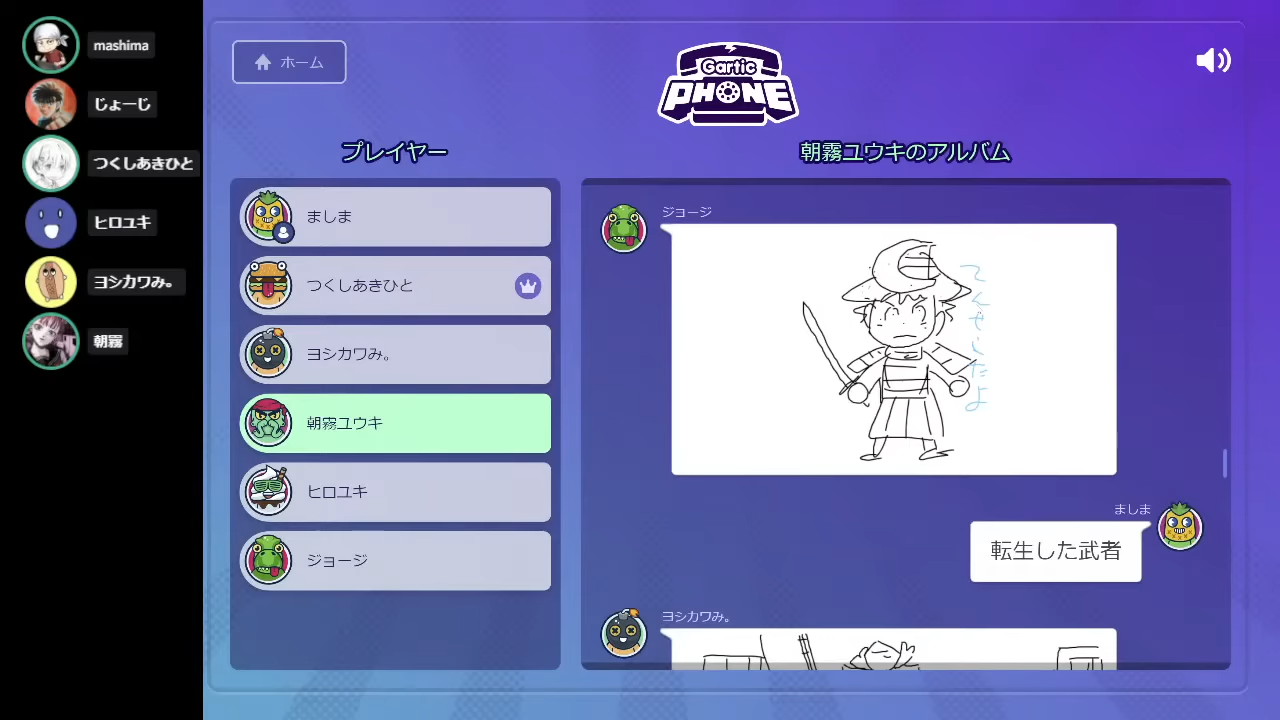 mashima
じょーじ
つくしあきひと
ヒロユキ
ヨシカワみ。
朝霧
ホーム
Gartic
PHONE
プレイヤー
ましま
つくしあきひと
ヨシカワみ。
朝霧ユウキ
ヒロユキ
ジョージ
朝霧ユウキのアルバム
ジョージ
てんせいしたよ
ましま
転生した武者
ヨシカワみ。